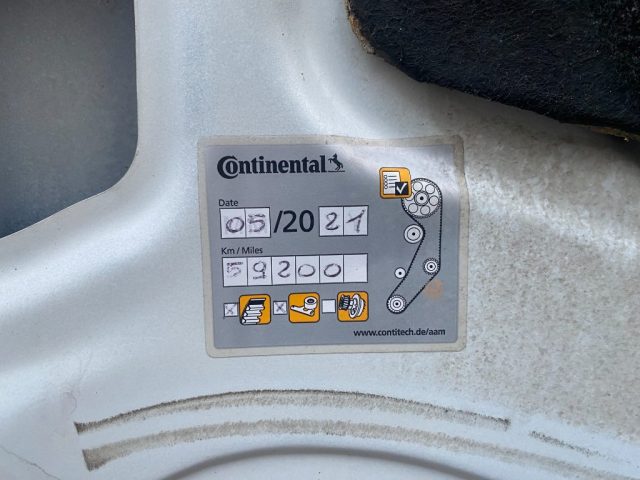 Continental
Date
05/2021
Km / Miles
59200
www.contitech.de/aam